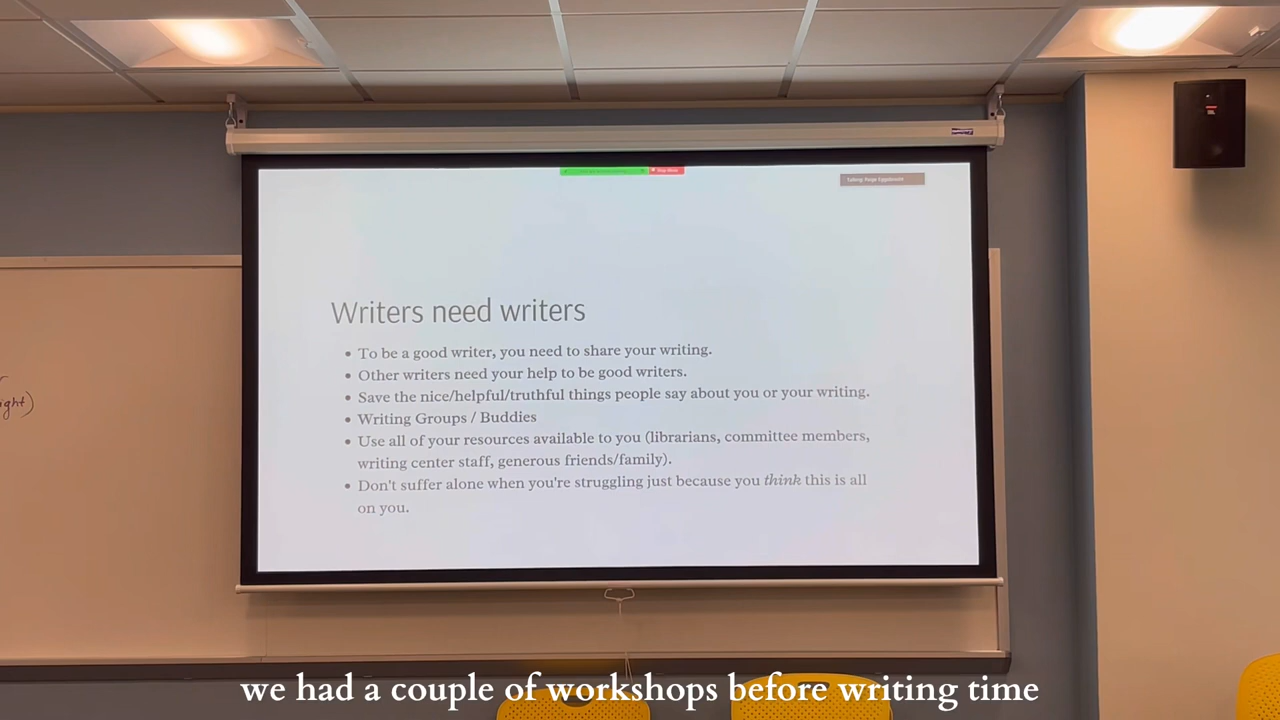 Talking: Paige Eggebrecht
Writers need writers
• To be a good writer, you need to share your writing.
• Other writers need your help to be good writers.
• Save the nice/helpful/truthful things people say about you or your writing.
• Writing Groups / Buddies
• Use all of your resources available to you (librarians, committee members,
writing center staff, generous friends/family).
• Don't suffer alone when you're struggling just because you think this is all
on you.
ight)
we had a couple of workshops before writing time